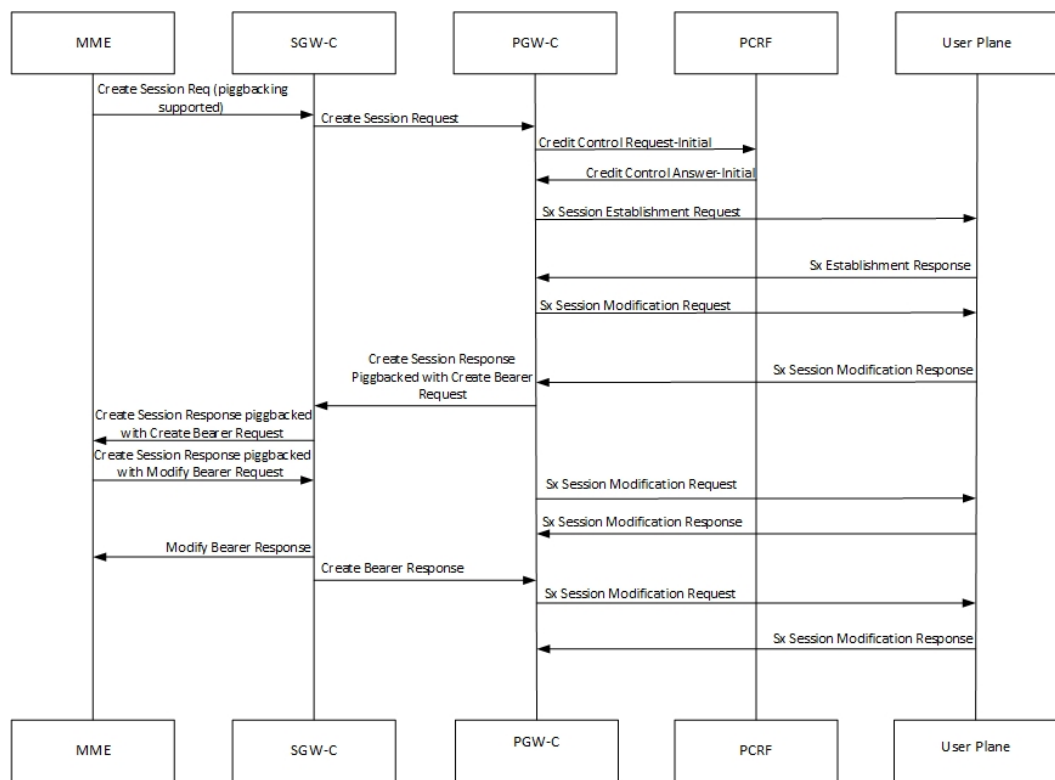 MME
SGW-C
PGW-C
PCRF
User Plane
Create Session Req (piggbacking
supported)
Create Session Request
Credit Control Request-Initial
Credit Control Answer-Initial
Sx Session Establishment Request
Sx Establishment Response
Sx Session Modification Request
Create Session Response
Piggbacked with Create Bearer
Request
Sx Session Modification Response
Create Session Response piggbacked
with Create Bearer Request
Create Session Response piggbacked
with Modify Bearer Request
Sx Session Modification Request
Sx Session Modification Response
Modify Bearer Response
Create Bearer Response
Sx Session Modification Request
Sx Session Modification Response
MME
SGW-C
PGW-C
PCRF
User Plane